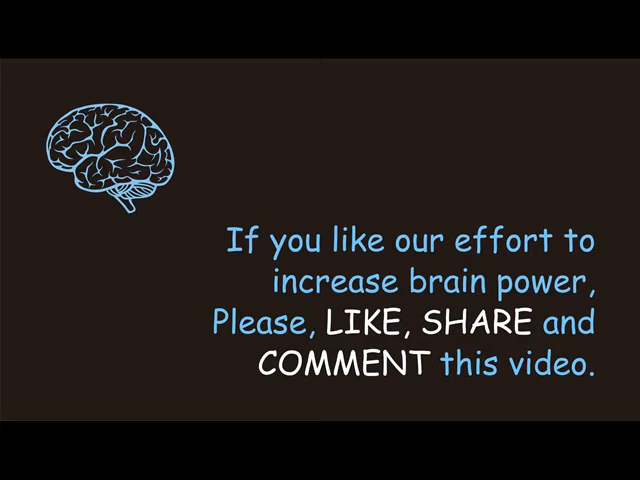 If you like our effort to
increase brain power,
Please, LIKE, SHARE and
COMMENT this video.